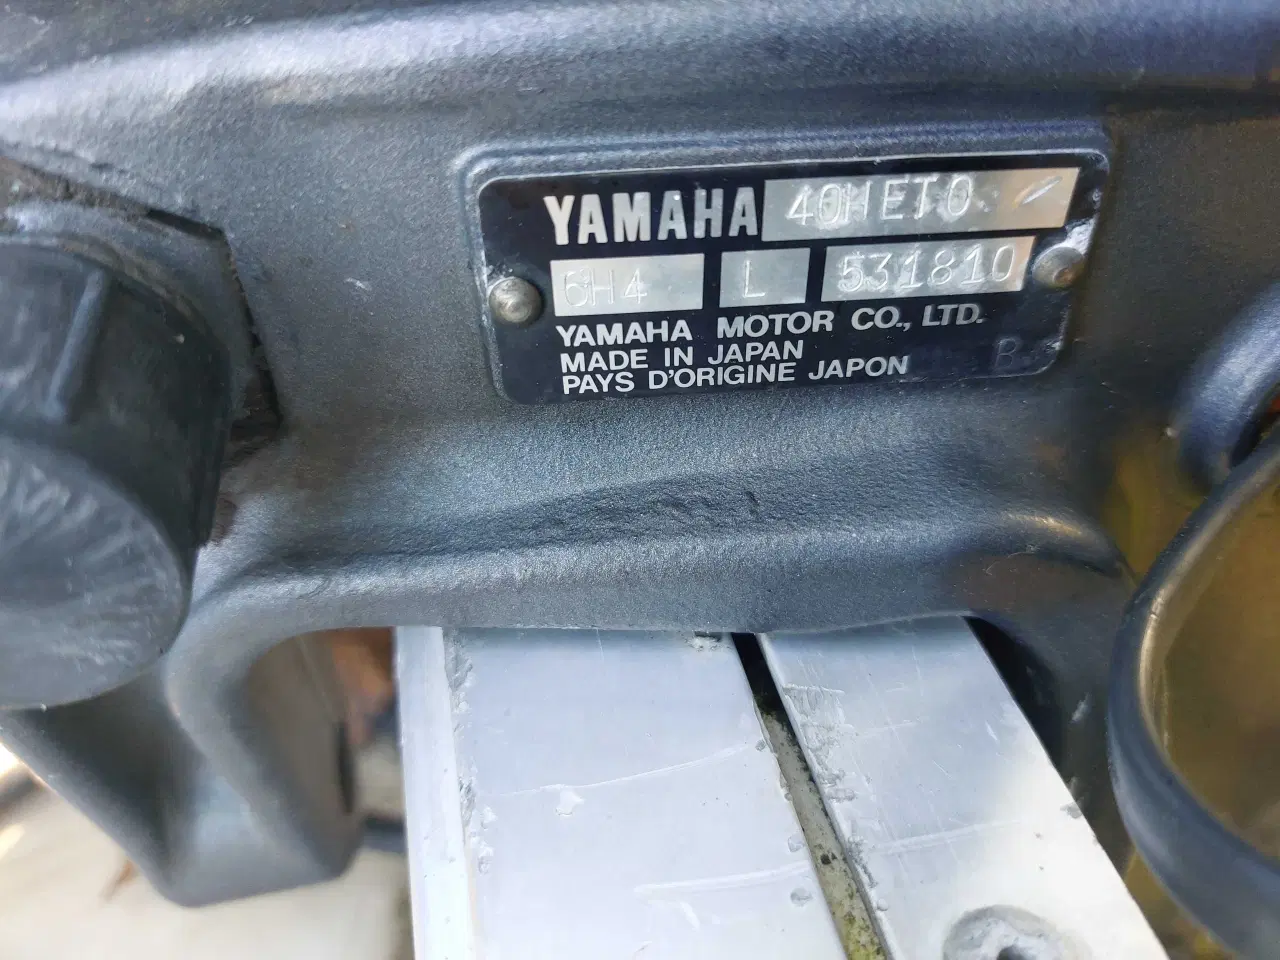 YAMAHA 40HETO
6H4 L 531810
YAMAHA MOTOR CO., LTD.
MADE IN JAPAN
PAYS D'ORIGINE JAPON B